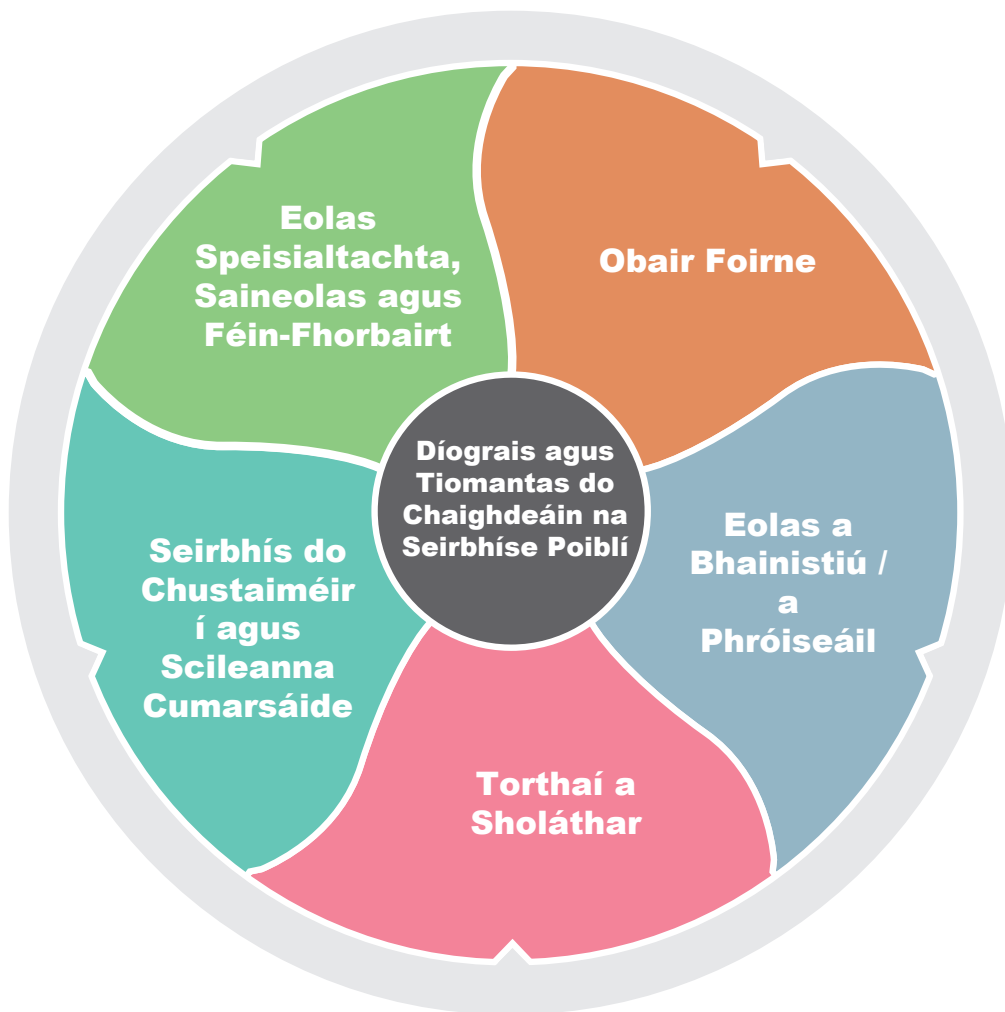 Eolas
Speisialtachta,
Saineolas agus
Féin-Fhorbairt
Obair Foirne
Díograis agus
Tiomantas do
Chaighdeáin na
Seirbhíse Poiblí
Eolas a
Bhainistiú /
a
Phróiseáil
Seirbhís do
Chustaiméir
í agus
Scileanna
Cumarsáide
Torthaí a
Sholáthar